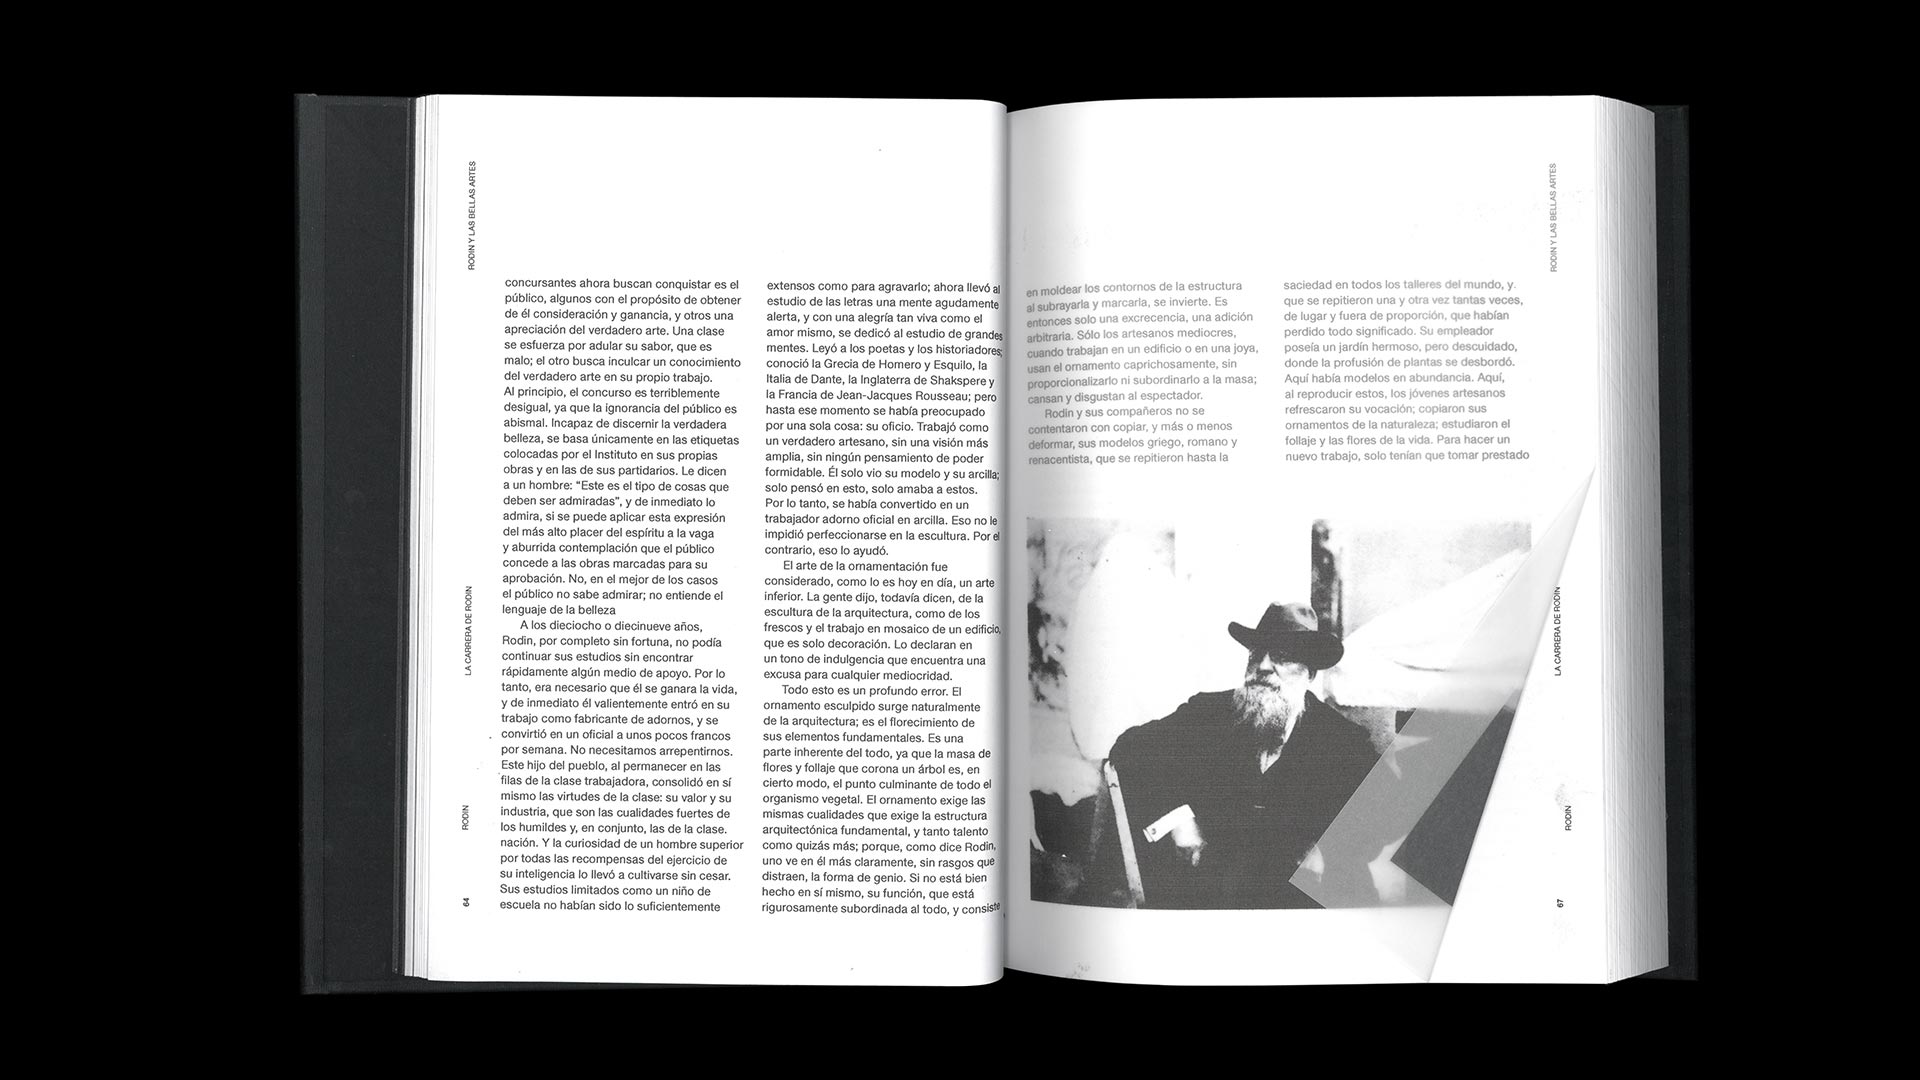 RODIN Y LAS BELLAS ARTES
LA CARRERA DE RODIN
RODIN
64
concursantes ahora buscan conquistar es el
público, algunos con el propósito de obtener
de él consideración y ganancia, y otros una
apreciación del verdadero arte. Una clase
se esfuerza por adular su sabor, que es
malo; el otro busca inculcar un conocimiento
del verdadero arte en su propio trabajo.
Al principio, el concurso es terriblemente
desigual, ya que la ignorancia del público es
abismal. Incapaz de discernir la verdadera
belleza, se basa únicamente en las etiquetas
colocadas por el Instituto en sus propias
obras y en las de sus partidarios. Le dicen
a un hombre: “Este es el tipo de cosas que
deben ser admiradas”, y de inmediato lo
admira, si se puede aplicar esta expresión
del más alto placer del espíritu a la vaga
y aburrida contemplación que el público
concede a las obras marcadas para su
aprobación. No, en el mejor de los casos
el público no sabe admirar; no entiende el
lenguaje de la belleza
A los dieciocho o diecinueve años,
Rodin, por completo sin fortuna, no podía
continuar sus estudios sin encontrar
rápidamente algún medio de apoyo. Por lo
tanto, era necesario que él se ganara la vida,
y de inmediato él valientemente entró en su
trabajo como fabricante de adornos, y se
convirtió en un oficial a unos pocos francos
por semana. No necesitamos arrepentirnos.
Este hijo del pueblo, al permanecer en las
filas de la clase trabajadora, consolidó en sí
mismo las virtudes de la clase: su valor y su
industria, que son las cualidades fuertes de
los humildes y, en conjunto, las de la clase.
nación. Y la curiosidad de un hombre superior
por todas las recompensas del ejercicio de
su inteligencia lo llevó a cultivarse sin cesar.
Sus estudios limitados como un niño de
escuela no habían sido lo suficientemente
extensos como para agravarlo; ahora llevó al
estudio de las letras una mente agudamente
alerta, y con una alegría tan viva como el
amor mismo, se dedicó al estudio de grandes
mentes. Leyó a los poetas y los historiadores;
conoció la Grecia de Homero y Esquilo, la
Italia de Dante, la Inglaterra de Shakspere y
la Francia de Jean-Jacques Rousseau; pero
hasta ese momento se había preocupado
por una sola cosa: su oficio. Trabajó como
un verdadero artesano, sin una visión más
amplia, sin ningún pensamiento de poder
formidable. Él solo vio su modelo y su arcilla;
solo pensó en esto, solo amaba a estos.
Por lo tanto, se había convertido en un
trabajador adorno oficial en arcilla. Eso no le
impidió perfeccionarse en la escultura. Por el
contrario, eso lo ayudó.
El arte de la ornamentación fue
considerado, como lo es hoy en día, un arte
inferior. La gente dijo, todavía dicen, de la
escultura de la arquitectura, como de los
frescos y el trabajo en mosaico de un edificio,
que es solo decoración. Lo declaran en
un tono de indulgencia que encuentra una
excusa para cualquier mediocridad.
Todo esto es un profundo error. El
ornamento esculpido surge naturalmente
de la arquitectura; es el florecimiento de
sus elementos fundamentales. Es una
parte inherente del todo, ya que la masa de
flores y follaje que corona un árbol es, en
cierto modo, el punto culminante de todo el
organismo vegetal. El ornamento exige las
mismas cualidades que exige la estructura
arquitectónica fundamental, y tanto talento
como quizás más; porque, como dice Rodin,
uno ve en él más claramente, sin rasgos que
distraen, la forma de genio. Si no está bien
hecho en sí mismo, su función, que está
rigurosamente subordinada al todo, y consiste
en moldear los contornos de la estructura
al subrayarla y marcarla, se invierte. Es
entonces solo una excrecencia, una adición
arbitraria. Sólo los artesanos mediocres,
cuando trabajan en un edificio o en una joya,
usan el ornamento caprichosamente, sin
proporcionalizarlo ni subordinarlo a la masa;
cansan y disgustan al espectador.
Rodin y sus compañeros no se
contentaron con copiar, y más o menos
deformar, sus modelos griego, romano y
renacentista, que se repitieron hasta la
saciedad en todos los talleres del mundo, y.
que se repitieron una y otra vez tantas veces,
de lugar y fuera de proporción, que habían
perdido todo significado. Su empleador
poseía un jardín hermoso, pero descuidado,
donde la profusión de plantas se desbordó.
Aquí había modelos en abundancia. Aquí,
al reproducir estos, los jóvenes artesanos
refrescaron su vocación; copiaron sus
ornamentos de la naturaleza; estudiaron el
follaje y las flores de la vida. Para hacer un
nuevo trabajo, solo tenían que tomar prestado
RODIN Y LAS BELLAS ARTES
LA CARRERA DE RODIN
RODIN
67